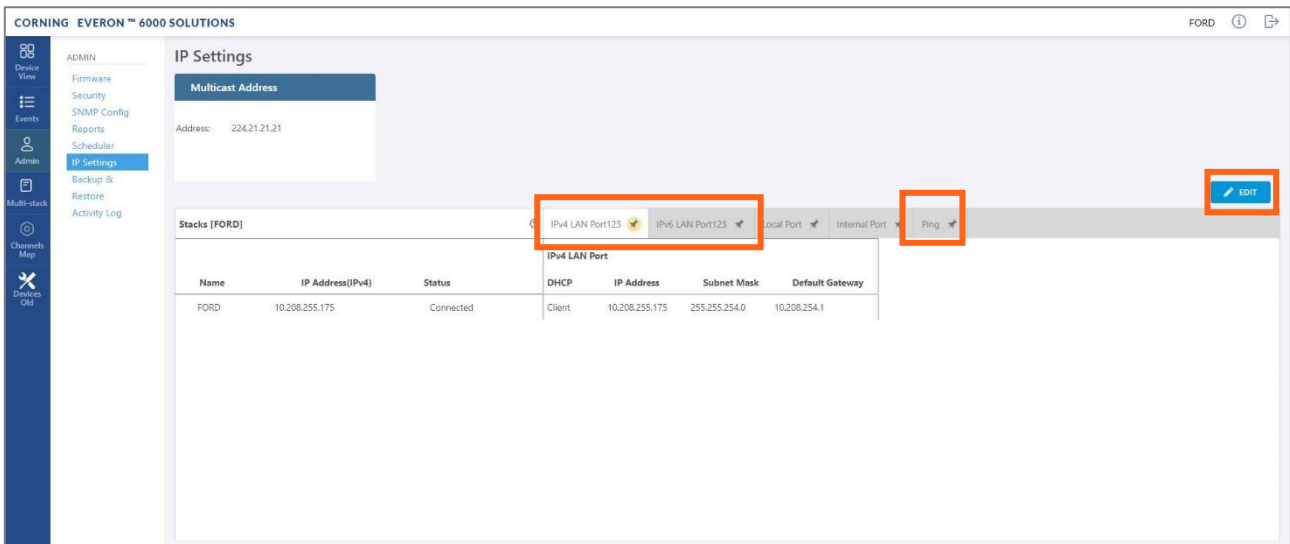 CORNING EVERON ™ 6000 SOLUTIONS
FORD
Device
View
Events
Admin
Multi-stack
Channels
Map
Devices
Old
ADMIN
Firmware
Security
SNMP Config
Reports
Scheduler
IP Settings
Backup &
Restore
Activity Log
IP Settings
Multicast Address
Address: 224.21.21.21
EDIT
Stacks [FORD]
IPv4 LAN Port123 IPv6 LAN Port123 Local Port Internal Port Ping
IPv4 LAN Port
Name IP Address(IPv4) Status DHCP IP Address Subnet Mask Default Gateway
FORD 10.208.255.175 Connected Client 10.208.255.175 255.255.254.0 10.208.254.1